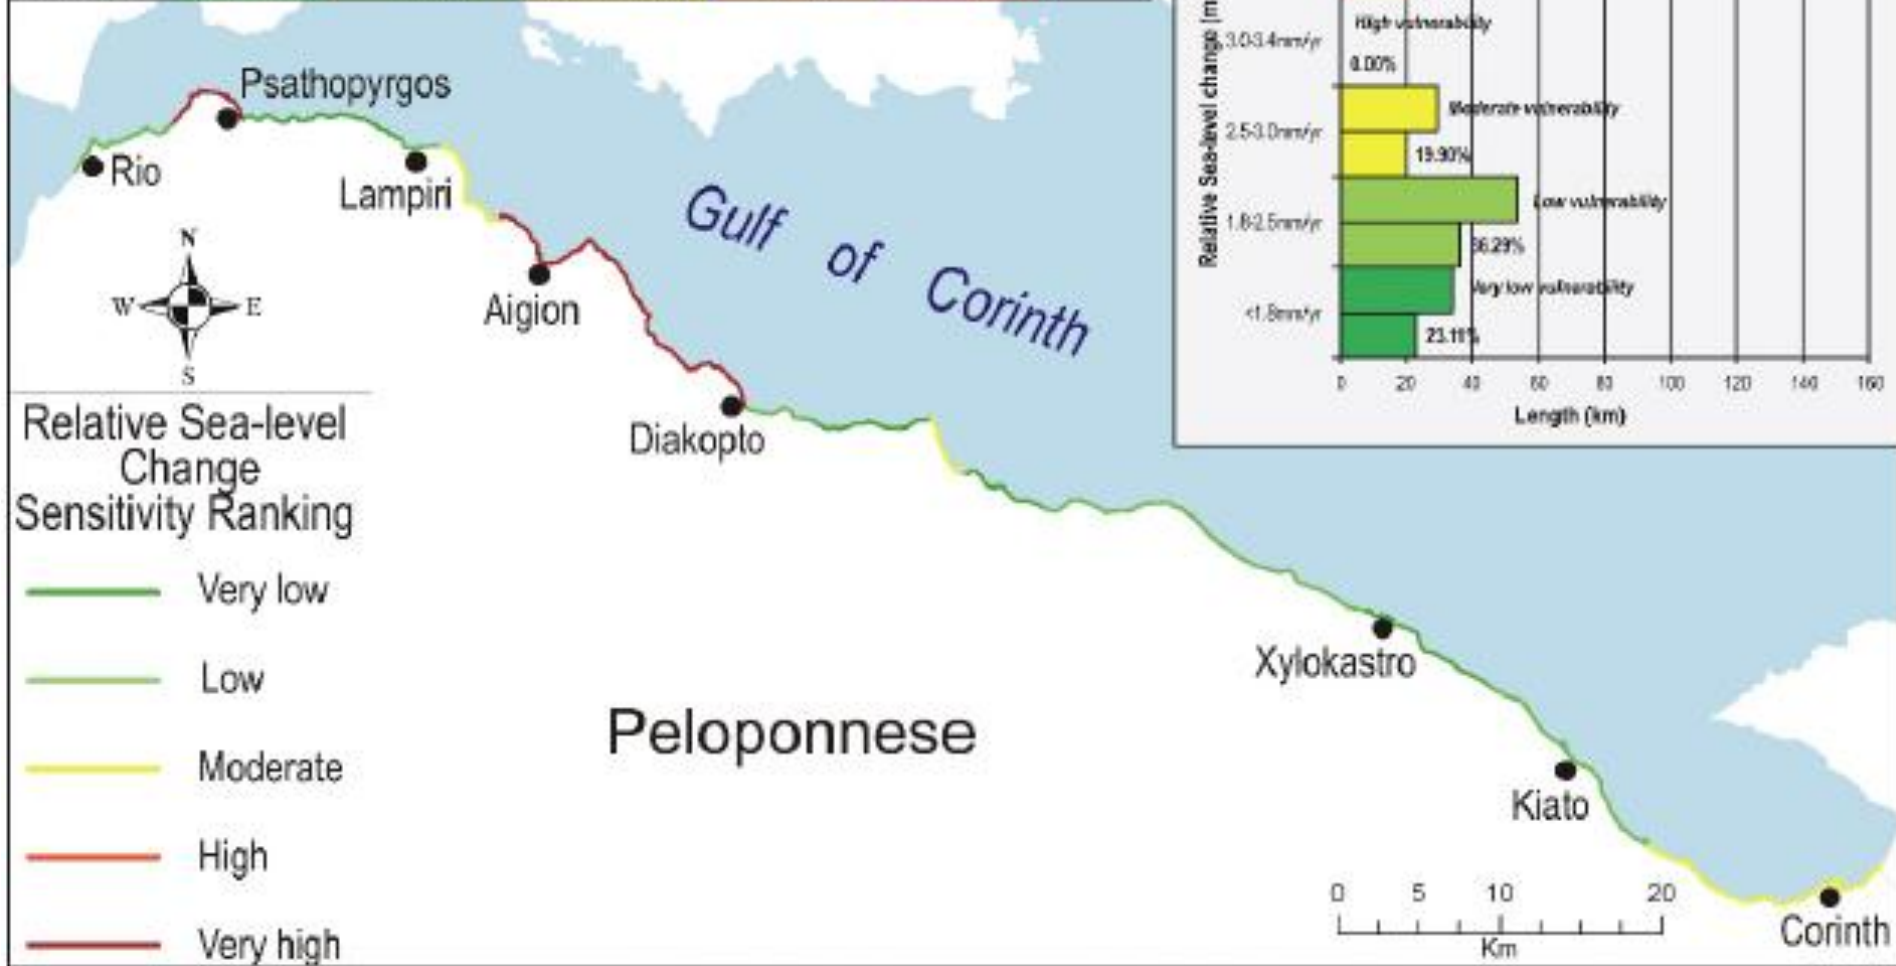 Psathopyrgos
Rio
Lampiri
Gulf of Corinth
N
W E
S
Aigion
Diakopto
Relative Sea-level
Change
Sensitivity Ranking
Very low
Low
Moderate
High
Very high
Peloponnese
Xylokastro
Kiato
Corinth
0 5 10 20
Km
Relative Sea-level change
High vulnerability
3.0-3.4mm/yr
0.00%
Moderate vulnerability
2.5-3.0mm/yr
19.90%
Low vulnerability
1.8-2.5mm/yr
36.29%
Very low vulnerability
<1.8mm/yr
23.11%
0 20 40 60 80 100 120 140 160
Length (km)